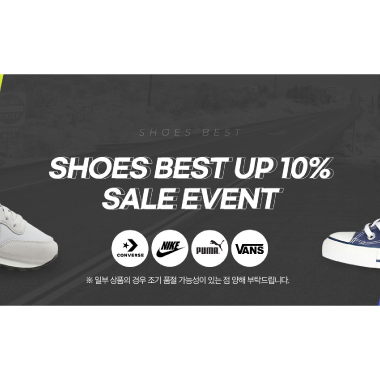 SHOES BEST
SHOES BEST UP 10%
SALE EVENT
CONVERSE NIKE PUMA VANS
※ 일부 상품의 경우 조기 품절 가능성이 있는 점 양해 부탁드립니다.